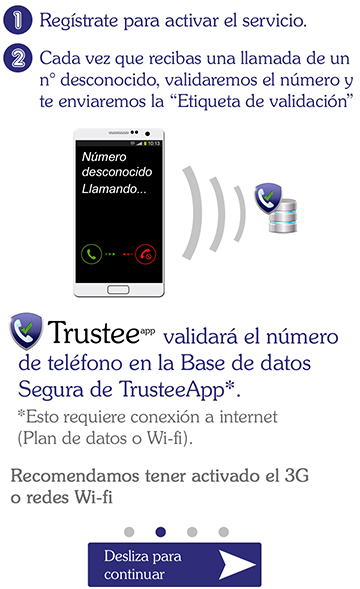 1 Regístrate para activar el servicio.
2 Cada vez que recibas una llamada de un
n° desconocido, validaremos el número y
te enviaremos la “Etiqueta de validación”
10:13
Número
desconocido
Llamando...
Trusteeapp validará el número
de teléfono en la Base de datos
Segura de TrusteeApp*.
*Esto requiere conexión a internet
(Plan de datos o Wi-fi).
Recomendamos tener activado el 3G
o redes Wi-fi
Desliza para
continuar